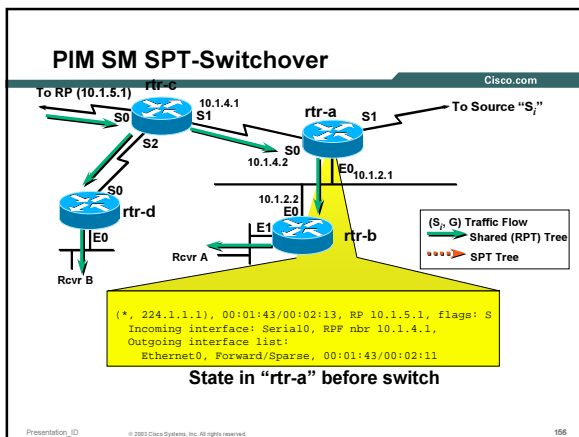 PIM SM SPT-Switchover
Cisco.com
To RP (10.1.5.1)
rtr-c
10.1.4.1
S0
S1
S2
rtr-a
S1
To Source "Si"
S0
10.1.4.2
E0
10.1.2.1
S0
rtr-d
E0
Rcvr B
10.1.2.2
E0
E1
rtr-b
Rcvr A
(Si, G) Traffic Flow
Shared (RPT) Tree
SPT Tree
(*, 224.1.1.1), 00:01:43/00:02:13, RP 10.1.5.1, flags: S
Incoming interface: Serial0, RPF nbr 10.1.4.1,
Outgoing interface list:
Ethernet0, Forward/Sparse, 00:01:43/00:02:11
State in "rtr-a" before switch
Presentation_ID
© 2003 Cisco Systems, Inc. All rights reserved.
156